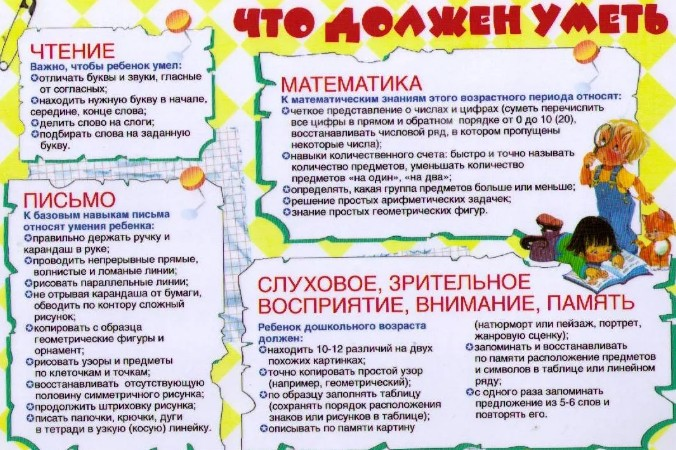 ЧТО ДОЛЖЕН УМЕТЬ
ЧТЕНИЕ
Важно, чтобы ребенок умел:
отличать буквы и звуки, гласные
от согласных;
находить нужную букву в начале,
середине, конце слова;
делить слово на слоги;
подбирать слова на заданную
букву.
МАТЕМАТИКА
К математическим знаниям этого возрастного периода относят:
четкое представление о числах и цифрах (суметь перечислить
все цифры в прямом и обратном порядке от 0 до 10 (20),
восстанавливать числовой ряд, в котором пропущены
некоторые числа);
навыки количественного счета: быстро и точно называть
количество предметов, уменьшать количество
предметов «на один», «на два»;
определять, какая группа предметов больше или меньше;
решение простых арифметических задачек;
знание простых геометрических фигур.
ПИСЬМО
К базовым навыкам письма
относят умения ребенка:
правильно держать ручку и
карандаш в руке;
проводить непрерывные прямые,
волнистые и ломаные линии;
рисовать параллельные линии;
не отрывая карандаша от бумаги,
обводить по контору сложный
рисунок;
копировать с образца
геометрические фигуры и
орнамент;
рисовать узоры и предметы
по клеточкам и точкам;
восстанавливать отсутствующую
половину симметричного рисунка;
продолжить штриховку рисунка;
писать палочки, крючки, дуги
в тетради в узкую (косую) линейку.
СЛУХОВОЕ, ЗРИТЕЛЬНОЕ
ВОСПРИЯТИЕ, ВНИМАНИЕ, ПАМЯТЬ
Ребенок дошкольного возраста
должен:
находить 10-12 различий на двух
похожих картинках;
точно копировать простой узор
(например, геометрический);
по образцу заполнять таблицу
(сохранять порядок расположения
знаков или рисунков в таблице);
описывать по памяти картину
(натюрморт или пейзаж, портрет,
жанровую сценку);
запоминать и восстанавливать
по памяти расположение предметов
и символов в таблице или линейном
ряду;
с одного раза запоминать
предложение из 5-6 слов и
повторять его.